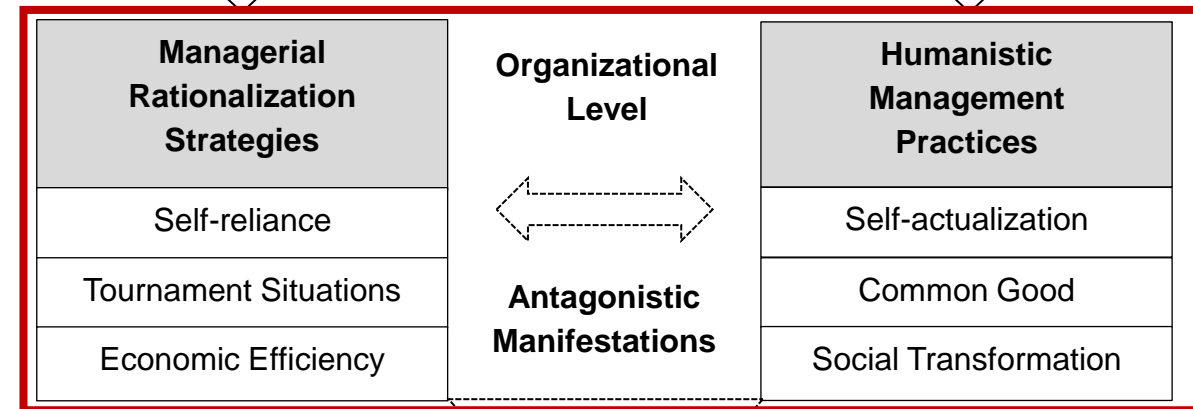 Managerial
Rationalization
Strategies
Self-reliance
Tournament Situations
Economic Efficiency
Organizational
Level
Antagonistic
Manifestations
Humanistic
Management
Practices
Self-actualization
Common Good
Social Transformation